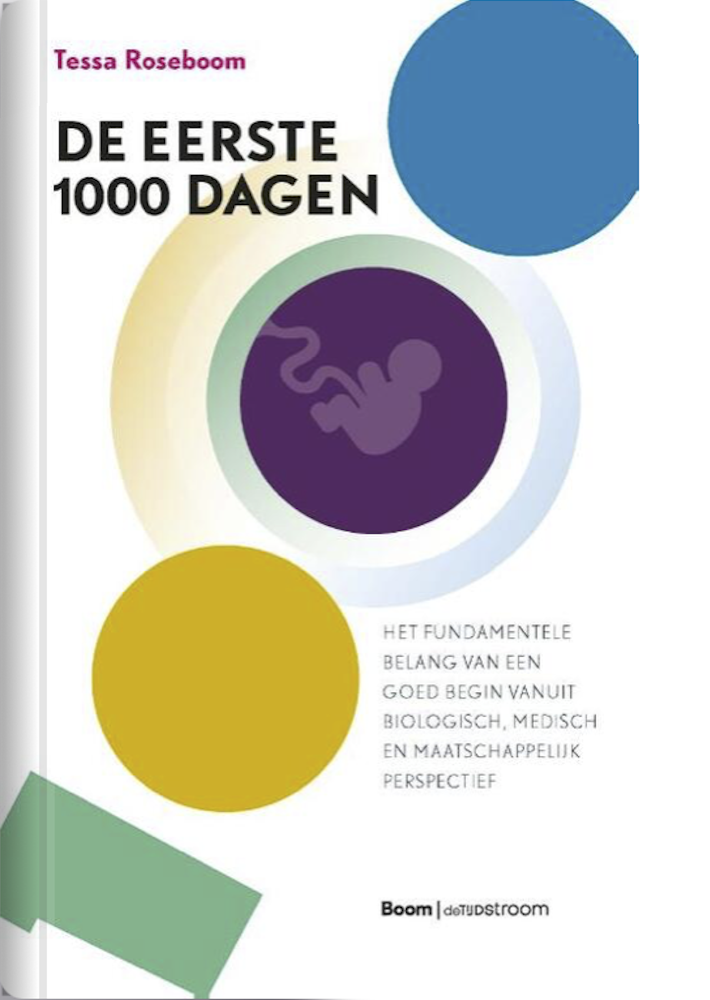 Tessa Roseboom
DE EERSTE
1000 DAGEN
HET FUNDAMENTELE
BELANG VAN EEN
GOED BEGIN VANUIT
BIOLOGISCH, MEDISCH
EN MAATSCHAPPELIJK
PERSPECTIEF
Boom | deTIJDstroom